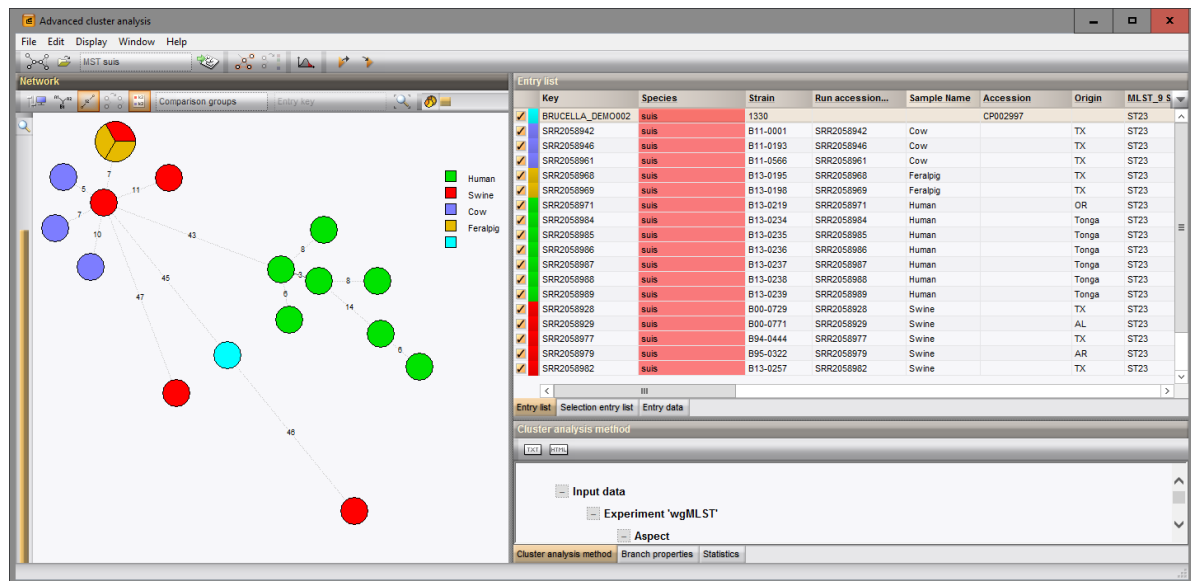 Advanced cluster analysis
File Edit Display Window Help
MST suis
Network
Comparison groups Entry key
7
5
11
7
10
43
45
47
8
3
8
6
14
6
46
Human
Swine
Cow
Feralpig
Entry list
Key Species Strain Run accession... Sample Name Accession Origin MLST_9 S
BRUCELLA_DEMO002 suis 1330 CP002997 ST23
SRR2058942 suis B11-0001 SRR2058942 Cow TX ST23
SRR2058946 suis B11-0193 SRR2058946 Cow TX ST23
SRR2058961 suis B11-0566 SRR2058961 Cow TX ST23
SRR2058968 suis B13-0195 SRR2058968 Feralpig TX ST23
SRR2058969 suis B13-0198 SRR2058969 Feralpig TX ST23
SRR2058971 suis B13-0219 SRR2058971 Human OR ST23
SRR2058984 suis B13-0234 SRR2058984 Human Tonga ST23
SRR2058985 suis B13-0235 SRR2058985 Human Tonga ST23
SRR2058986 suis B13-0236 SRR2058986 Human Tonga ST23
SRR2058987 suis B13-0237 SRR2058987 Human Tonga ST23
SRR2058988 suis B13-0238 SRR2058988 Human Tonga ST23
SRR2058989 suis B13-0239 SRR2058989 Human Tonga ST23
SRR2058928 suis B00-0729 SRR2058928 Swine TX ST23
SRR2058929 suis B00-0771 SRR2058929 Swine AL ST23
SRR2058977 suis B94-0444 SRR2058977 Swine TX ST23
SRR2058979 suis B95-0322 SRR2058979 Swine AR ST23
SRR2058982 suis B13-0257 SRR2058982 Swine TX ST23
Entry list Selection entry list Entry data
Cluster analysis method
TXT HTML
Input data
Experiment 'wgMLST'
Aspect
Cluster analysis method Branch properties Statistics